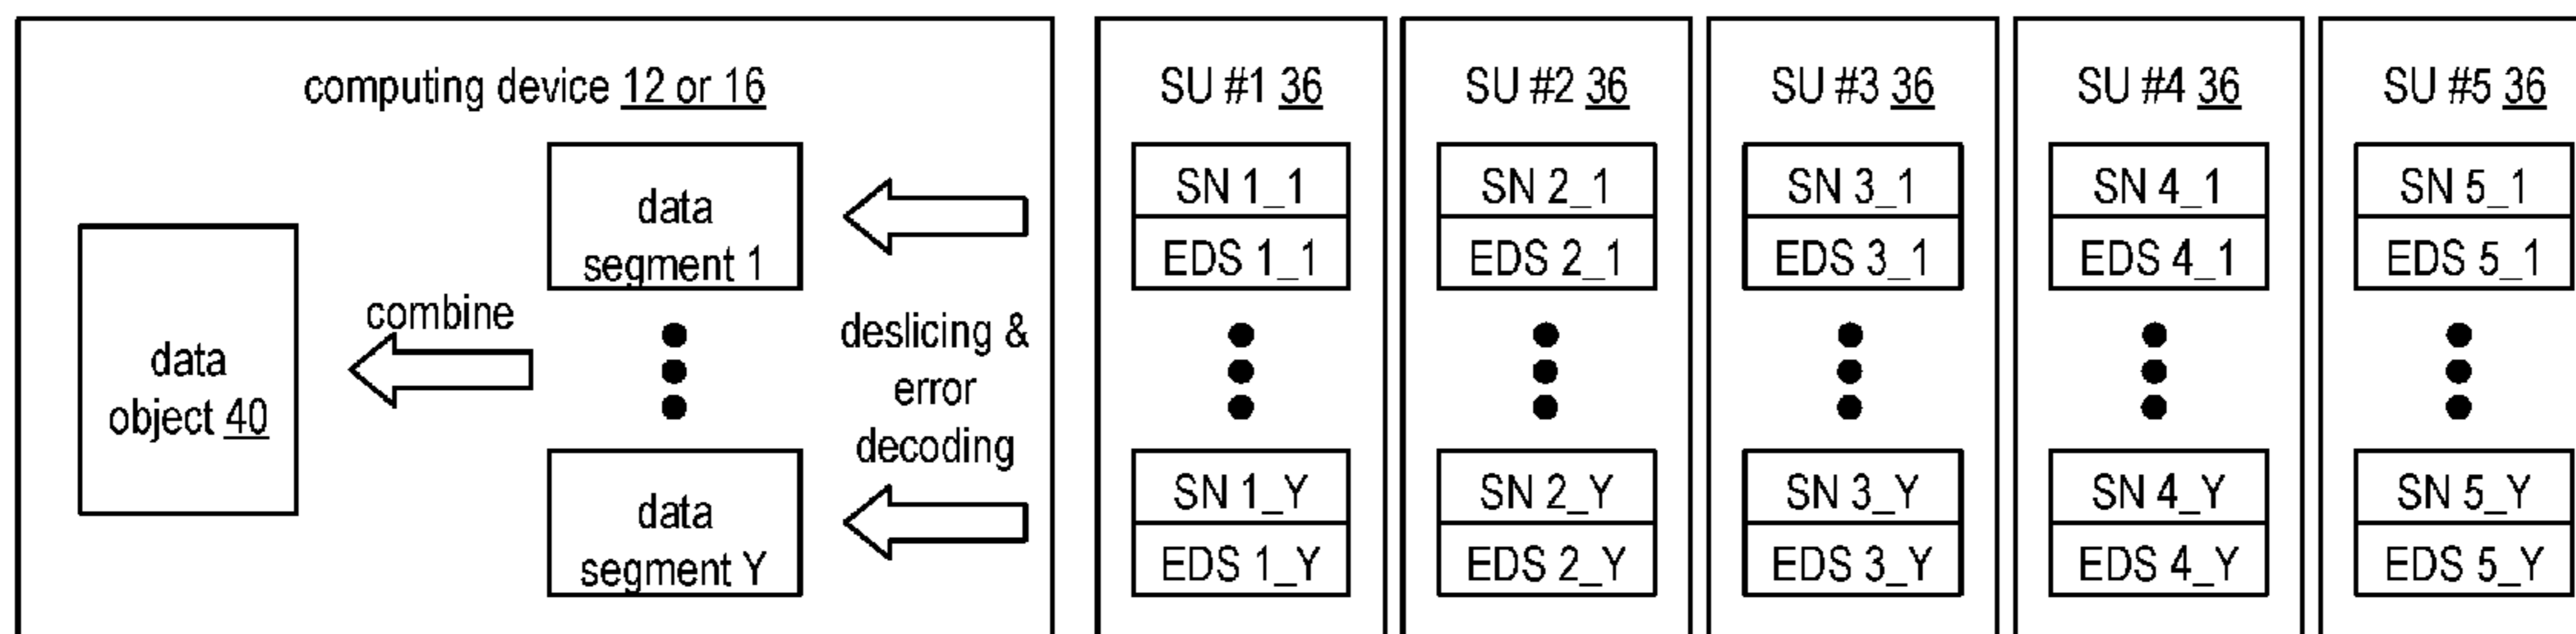 computing device 12 or 16
data
segment 1
combine
data
object 40
deslicing &
error
decoding
data
segment Y
SU #1 36
SN 1_1
EDS 1_1
SN 1_Y
EDS 1_Y
SU #2 36
SN 2_1
EDS 2_1
SN 2_Y
EDS 2_Y
SU #3 36
SN 3_1
EDS 3_1
SN 3_Y
EDS 3_Y
SU #4 36
SN 4_1
EDS 4_1
SN 4_Y
EDS 4_Y
SU #5 36
SN 5_1
EDS 5_1
SN 5_Y
EDS 5_Y